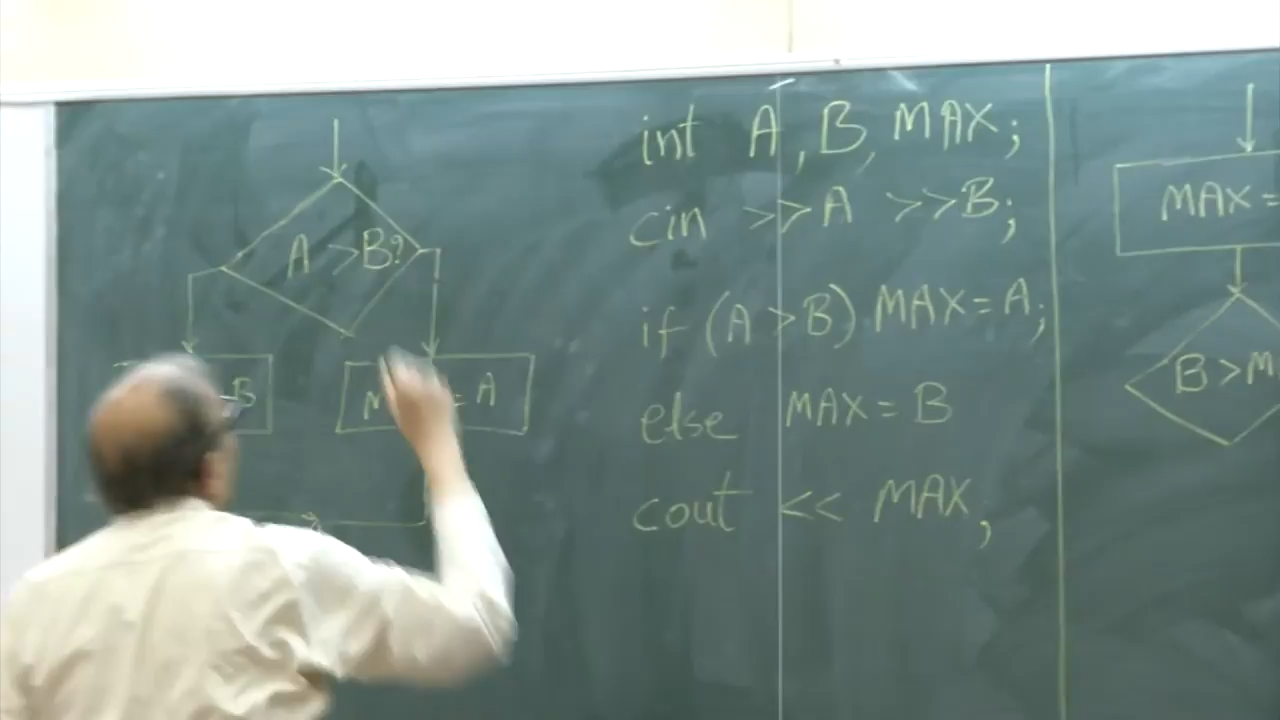 A >B?
B
= A
int A, B, MAX;
cin >>A >>B;
if (A>B) MAX=A;
else MAX= B
cout << MAX,
MAX=
B >M